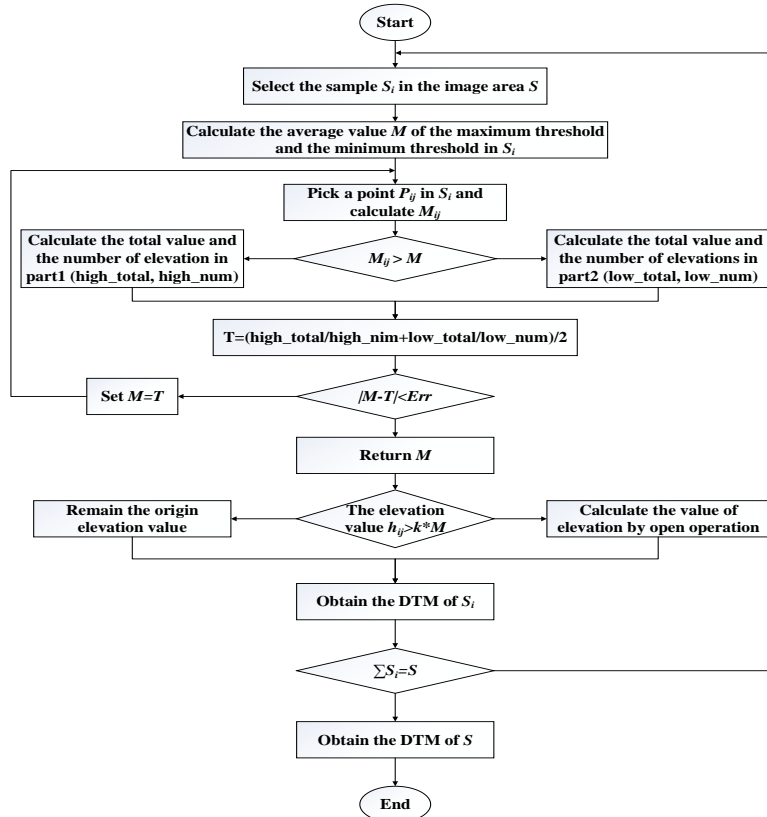 Start
Select the sample Si in the image area S
Calculate the average value M of the maximum threshold
and the minimum threshold in Si
Pick a point Pij in Si and
calculate Mij
Calculate the total value and
the number of elevation in
part1 (high_total, high_num)
Mij > M
Calculate the total value and
the number of elevations in
part2 (low_total, low_num)
T=(high_total/high_nim+low_total/low_num)/2
Set M=T
|M-T|<Err
Return M
Remain the origin
elevation value
The elevation
value hij>k*M
Calculate the value of
elevation by open operation
Obtain the DTM of Si
∑Si=S
Obtain the DTM of S
End